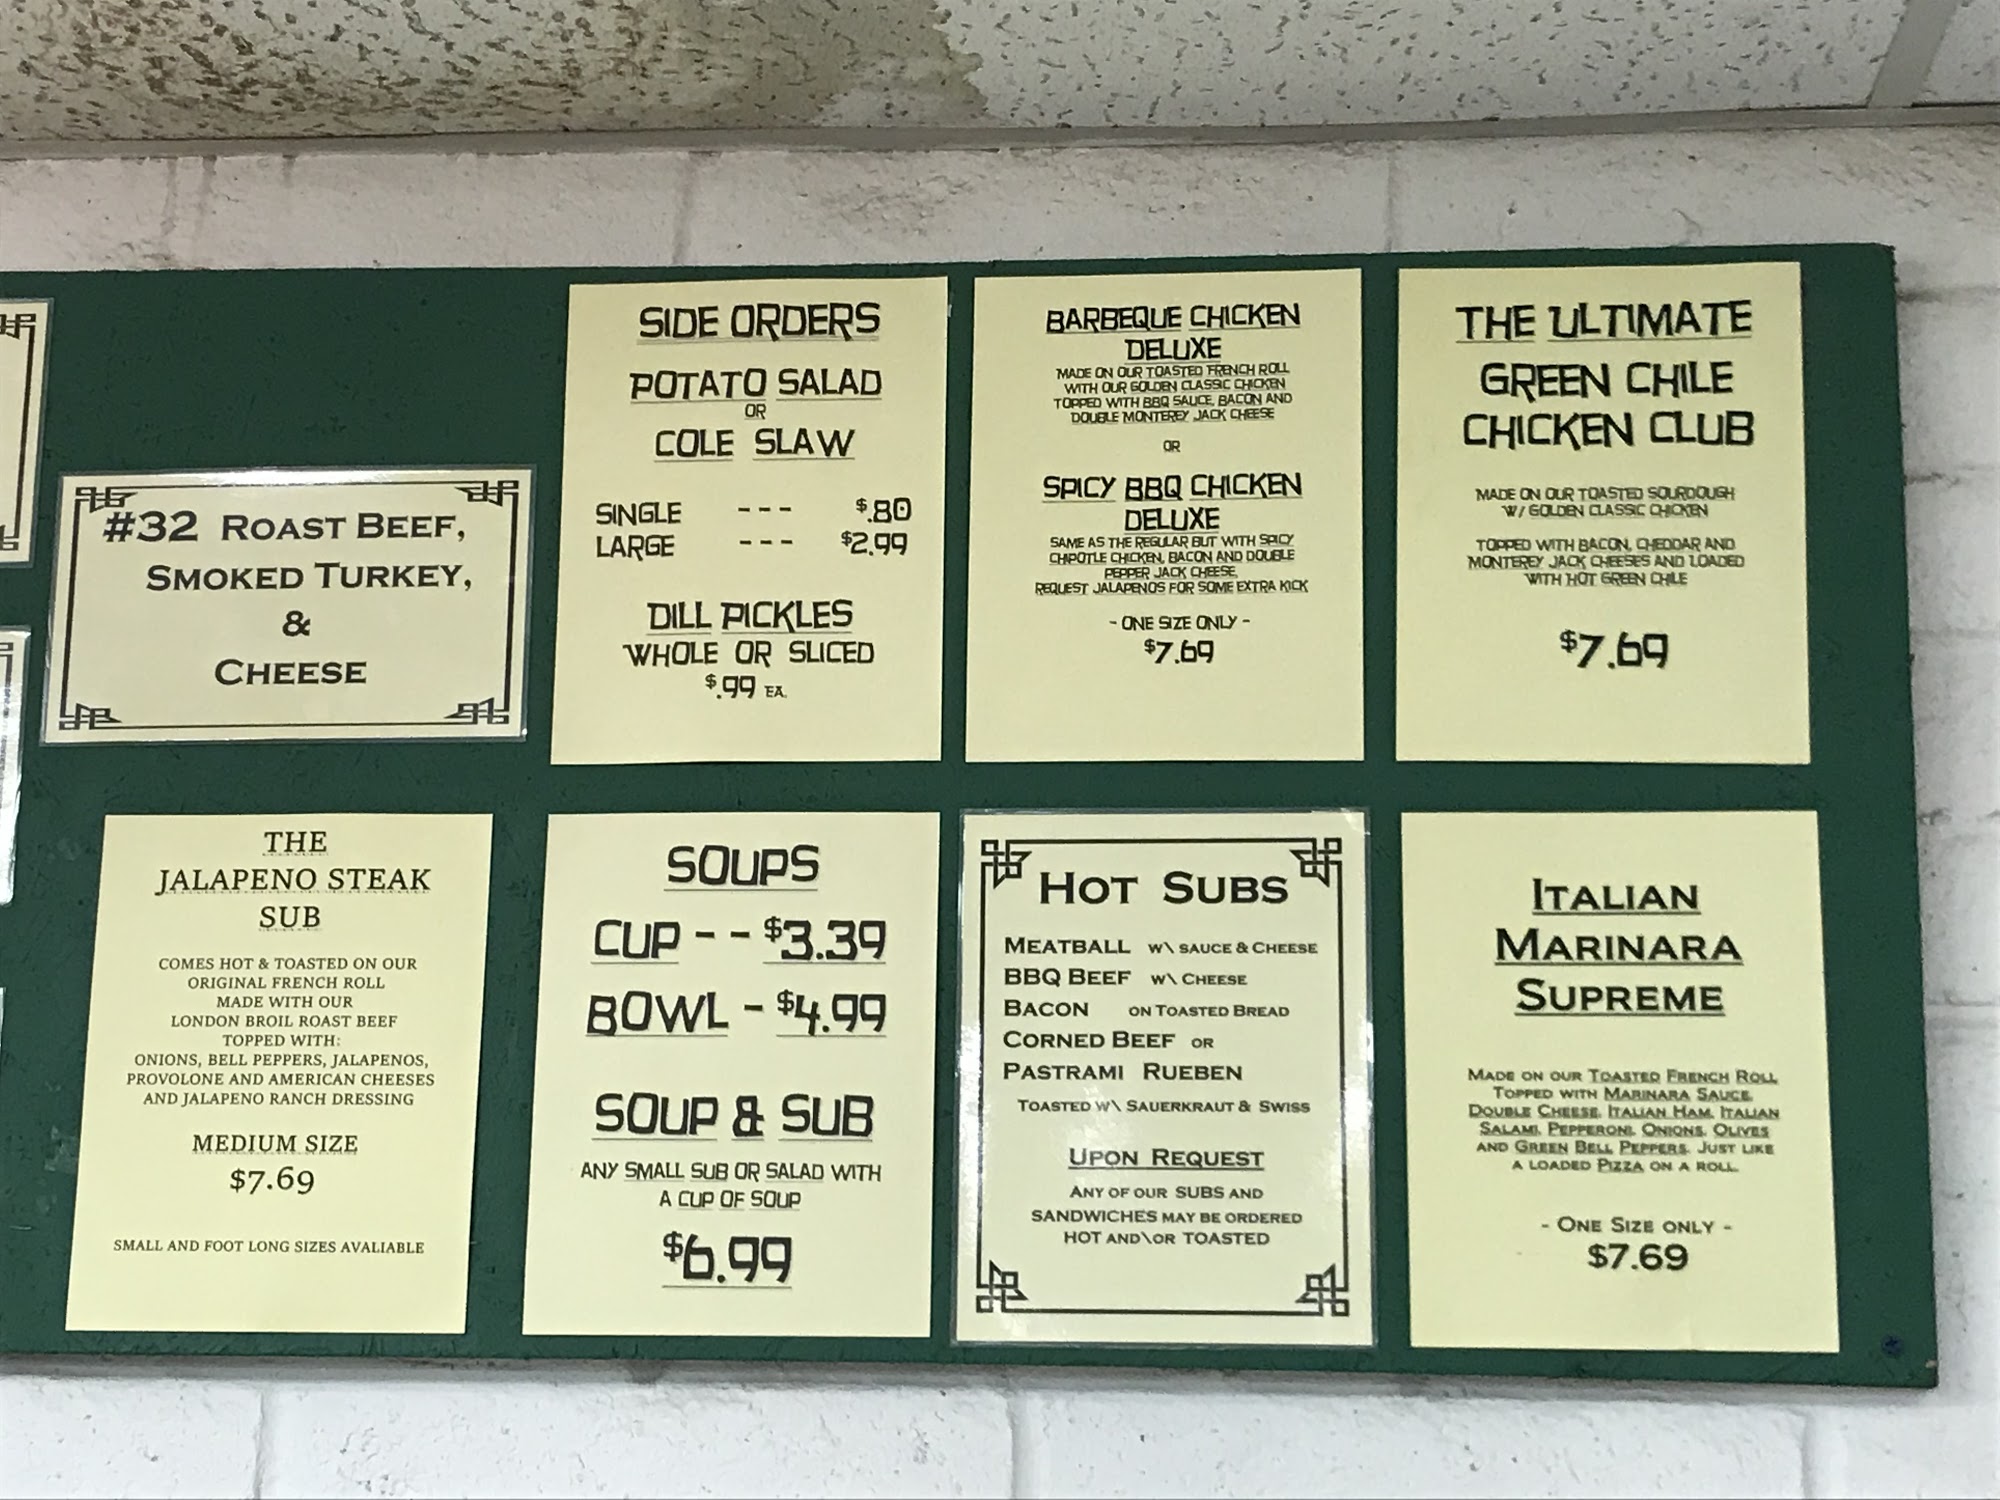 #32 ROAST BEEF,
SMOKED TURKEY,
&
CHEESE
SIDE ORDERS
POTATO SALAD
OR
COLE SLAW
SINGLE --- $.80
LARGE --- $2.99
DILL PICKLES
WHOLE OR SLICED
$.99 EA.
BARBEQUE CHICKEN
DELUXE
MADE ON OUR TOASTED FRENCH ROLL
WITH OUR GOLDEN CLASSIC CHICKEN
TOPPED WITH BBQ SAUCE, BACON AND
DOUBLE MONTEREY JACK CHEESE
OR
SPICY BBQ CHICKEN
DELUXE
SAME AS THE REGULAR BUT WITH SPICY
CHIPOTLE CHICKEN, BACON AND DOUBLE
PEPPER JACK CHEESE,
REQUEST JALAPENOS FOR SOME EXTRA KICK
- ONE SIZE ONLY -
$7.69
THE ULTIMATE
GREEN CHILE
CHICKEN CLUB
MADE ON OUR TOASTED SOURDOUGH
W/ GOLDEN CLASSIC CHICKEN
TOPPED WITH BACON, CHEDDAR AND
MONTEREY JACK CHEESES AND LOADED
WITH HOT GREEN CHILE
$7.69
THE
JALAPENO STEAK
SUB
COMES HOT & TOASTED ON OUR
ORIGINAL FRENCH ROLL
MADE WITH OUR
LONDON BROIL ROAST BEEF
TOPPED WITH:
ONIONS, BELL PEPPERS, JALAPENOS,
PROVOLONE AND AMERICAN CHEESES
AND JALAPENO RANCH DRESSING
MEDIUM SIZE
$7.69
SMALL AND FOOT LONG SIZES AVALIABLE
SOUPS
CUP -- $3.39
BOWL - $4.99
SOUP & SUB
ANY SMALL SUB OR SALAD WITH
A CUP OF SOUP
$6.99
HOT SUBS
MEATBALL W\ SAUCE & CHEESE
BBQ BEEF W\ CHEESE
BACON ON TOASTED BREAD
CORNED BEEF OR
PASTRAMI RUEBEN
TOASTED W\ SAUERKRAUT & SWISS
UPON REQUEST
ANY OF OUR SUBS AND
SANDWICHES MAY BE ORDERED
HOT AND\OR TOASTED
ITALIAN
MARINARA
SUPREME
MADE ON OUR TOASTED FRENCH ROLL
TOPPED WITH MARINARA SAUCE,
DOUBLE CHEESE, ITALIAN HAM, ITALIAN
SALAMI, PEPPERONI, ONIONS, OLIVES
AND GREEN BELL PEPPERS. JUST LIKE
A LOADED PIZZA ON A ROLL.
- ONE SIZE ONLY -
$7.69